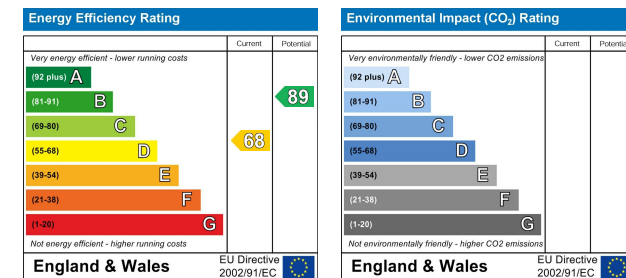 Energy Efficiency Rating
Current Potential
Very energy efficient - lower running costs
(92 plus) A
(81-91) B
(69-80) C
(55-68) D
(39-54) E
(21-38) F
(1-20) G
68
89
Not energy efficient - higher running costs
England & Wales
EU Directive
2002/91/EC
Environmental Impact (CO₂) Rating
Current Potential
Very environmentally friendly - lower CO2 emissions
(92 plus) A
(81-91) B
(69-80) C
(55-68) D
(39-54) E
(21-38) F
(1-20) G
Not environmentally friendly - higher CO2 emissions
England & Wales
EU Directive
2002/91/EC